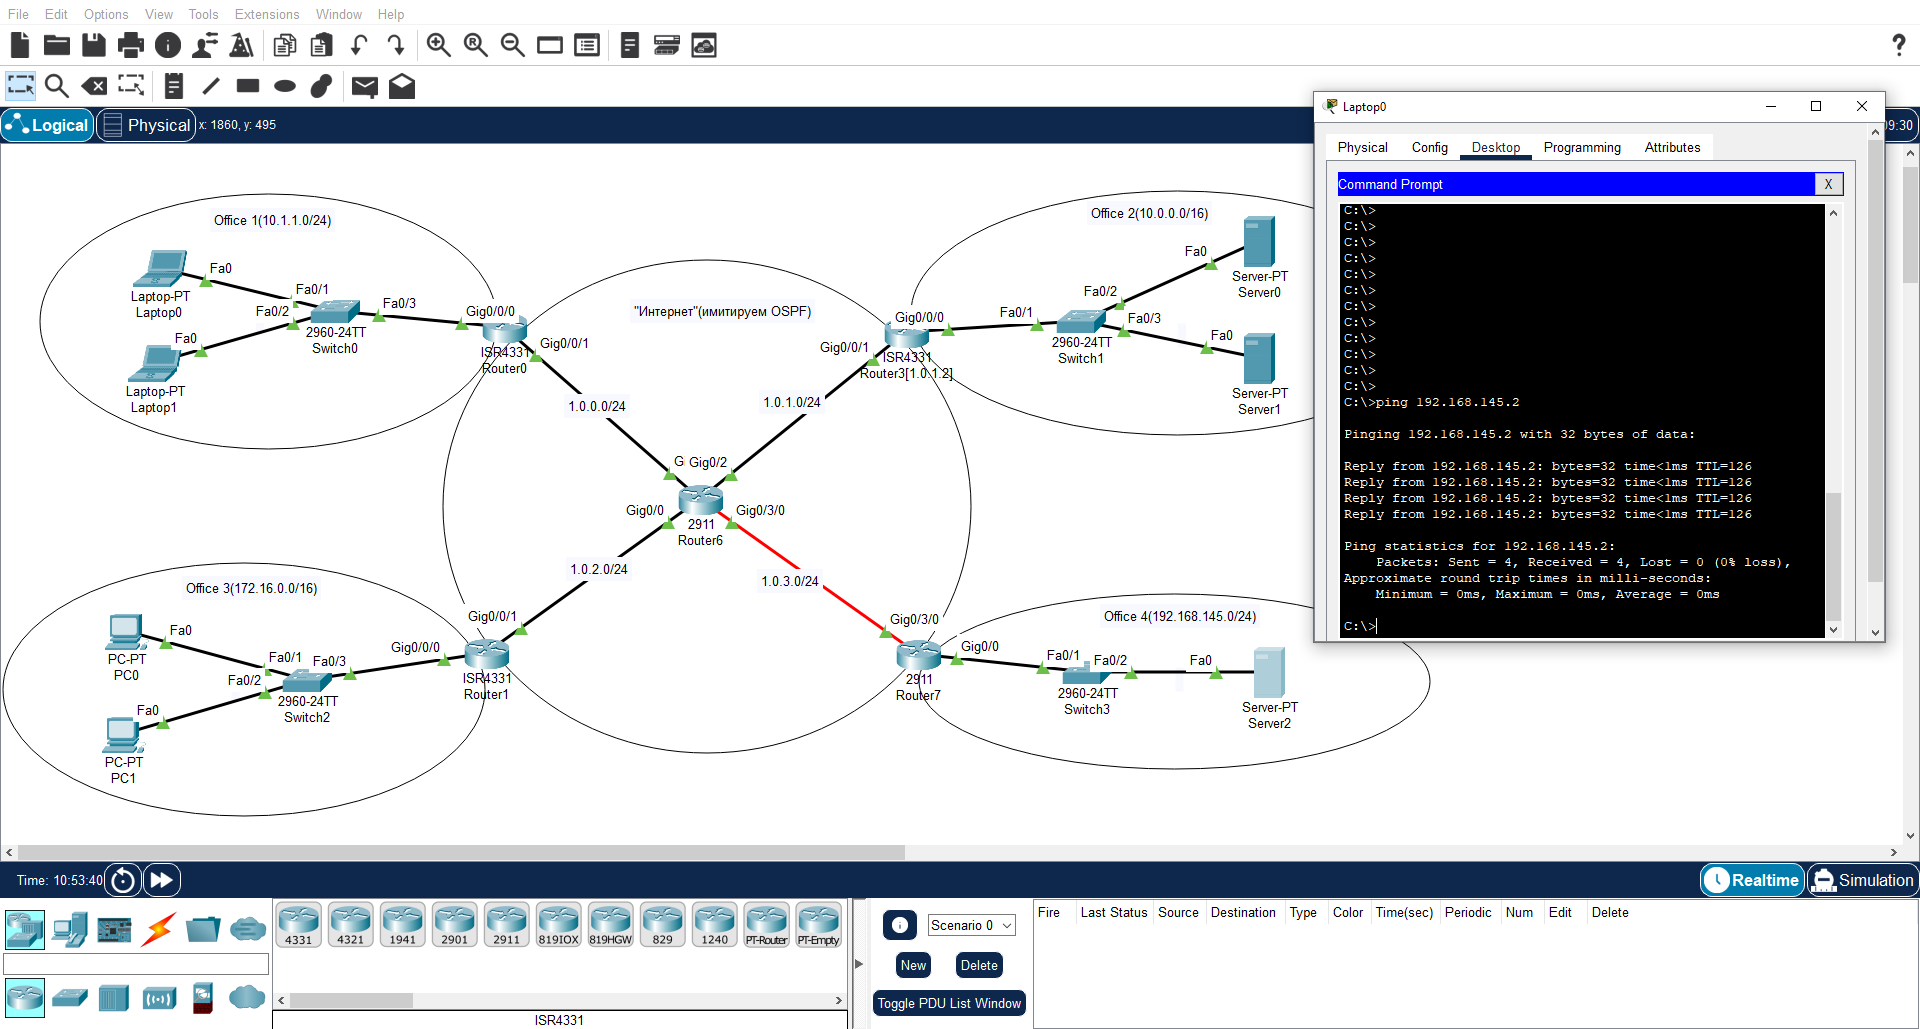 File Edit Options View Tools Extensions Window Help
Logical Physical x: 1860, y: 495
9:30
Office 1(10.1.1.0/24)
Fa0
Laptop-PT
Laptop0
Fa0/1
Fa0/2
Fa0/3
2960-24TT
Switch0
Fa0
Laptop-PT
Laptop1
Gig0/0/0
ISR4331
Router0
Gig0/0/1
"Интернет"(имитируем OSPF)
Office 2(10.0.0.0/16)
Fa0
Server-PT
Server0
Fa0/2
Fa0/1
Fa0/3
2960-24TT
Switch1
Fa0
Server-PT
Server1
Gig0/0/0
Gig0/0/1
ISR4331
Router3[1.0.1.2]
1.0.0.0/24
1.0.1.0/24
G Gig0/2
Gig0/0
Gig0/3/0
2911
Router6
1.0.2.0/24
1.0.3.0/24
Office 3(172.16.0.0/16)
Fa0
PC-PT
PC0
Fa0/1
Fa0/2
Fa0/3
2960-24TT
Switch2
Fa0
PC-PT
PC1
Gig0/0/0
Gig0/0/1
ISR4331
Router1
Gig0/3/0
Office 4(192.168.145.0/24)
Gig0/0
2911
Router7
Fa0/1
Fa0/2
2960-24TT
Switch3
Fa0
Server-PT
Server2
Laptop0
Physical Config Desktop Programming Attributes
Command Prompt X
C:\>
C:\>
C:\>
C:\>
C:\>
C:\>
C:\>
C:\>
C:\>
C:\>
C:\>
C:\>
C:\>ping 192.168.145.2
Pinging 192.168.145.2 with 32 bytes of data:
Reply from 192.168.145.2: bytes=32 time<1ms TTL=126
Reply from 192.168.145.2: bytes=32 time<1ms TTL=126
Reply from 192.168.145.2: bytes=32 time<1ms TTL=126
Reply from 192.168.145.2: bytes=32 time<1ms TTL=126
Ping statistics for 192.168.145.2:
Packets: Sent = 4, Received = 4, Lost = 0 (0% loss),
Approximate round trip times in milli-seconds:
Minimum = 0ms, Maximum = 0ms, Average = 0ms
C:\>
Time: 10:53:40
Realtime Simulation
4331 4321 1941 2901 2911 819IOX 819HGW 829 1240 PT-Router PT-Empty
ISR4331
Scenario 0
New Delete
Toggle PDU List Window
Fire Last Status Source Destination Type Color Time(sec) Periodic Num Edit Delete